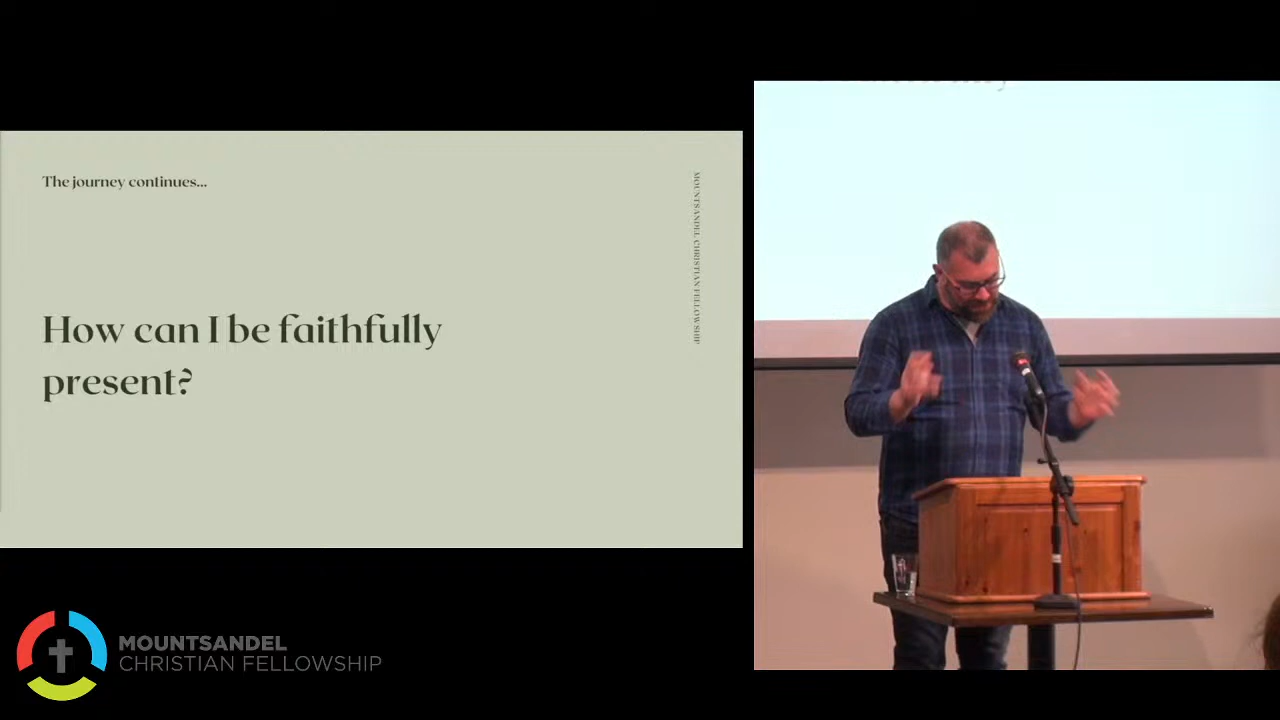 The journey continues...
How can I be faithfully
present?
MOUNTSANDEL CHRISTIAN FELLOWSHIP
MOUNTSANDEL
CHRISTIAN FELLOWSHIP